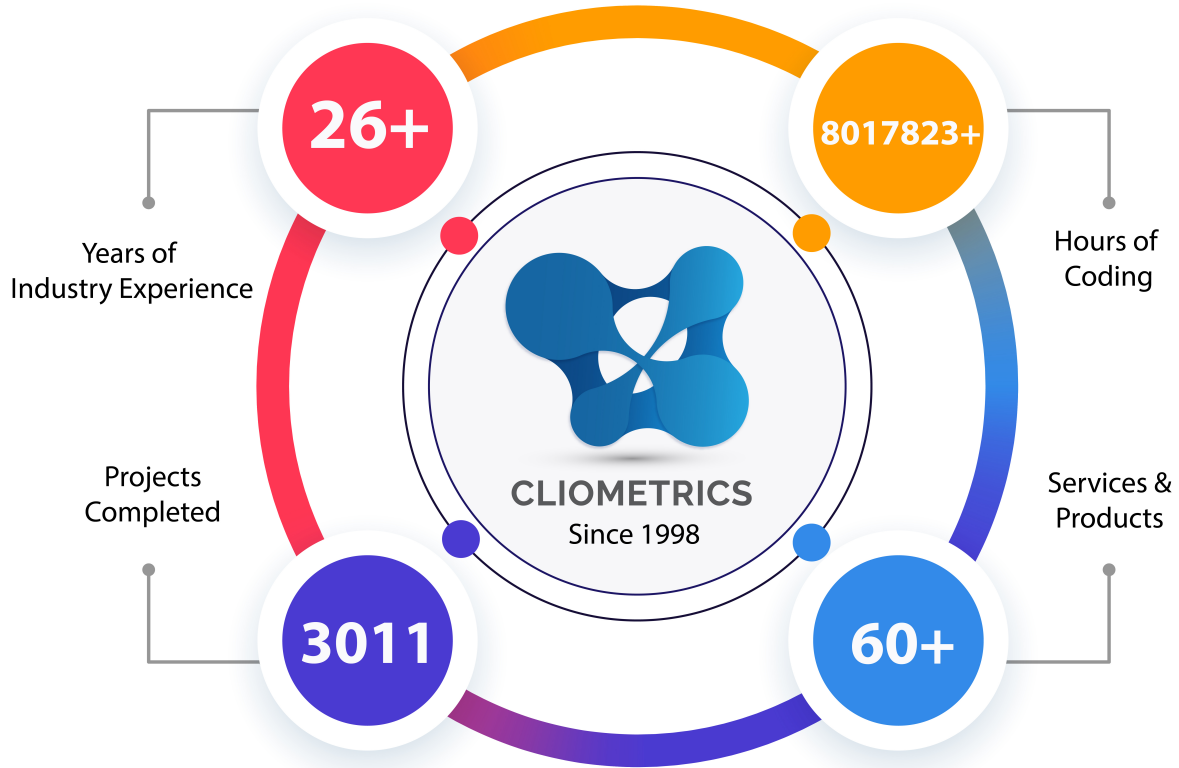 26+
Years of
Industry Experience
8017823+
Hours of
Coding
CLIOMETRICS
Since 1998
Projects
Completed
3011
Services &
Products
60+